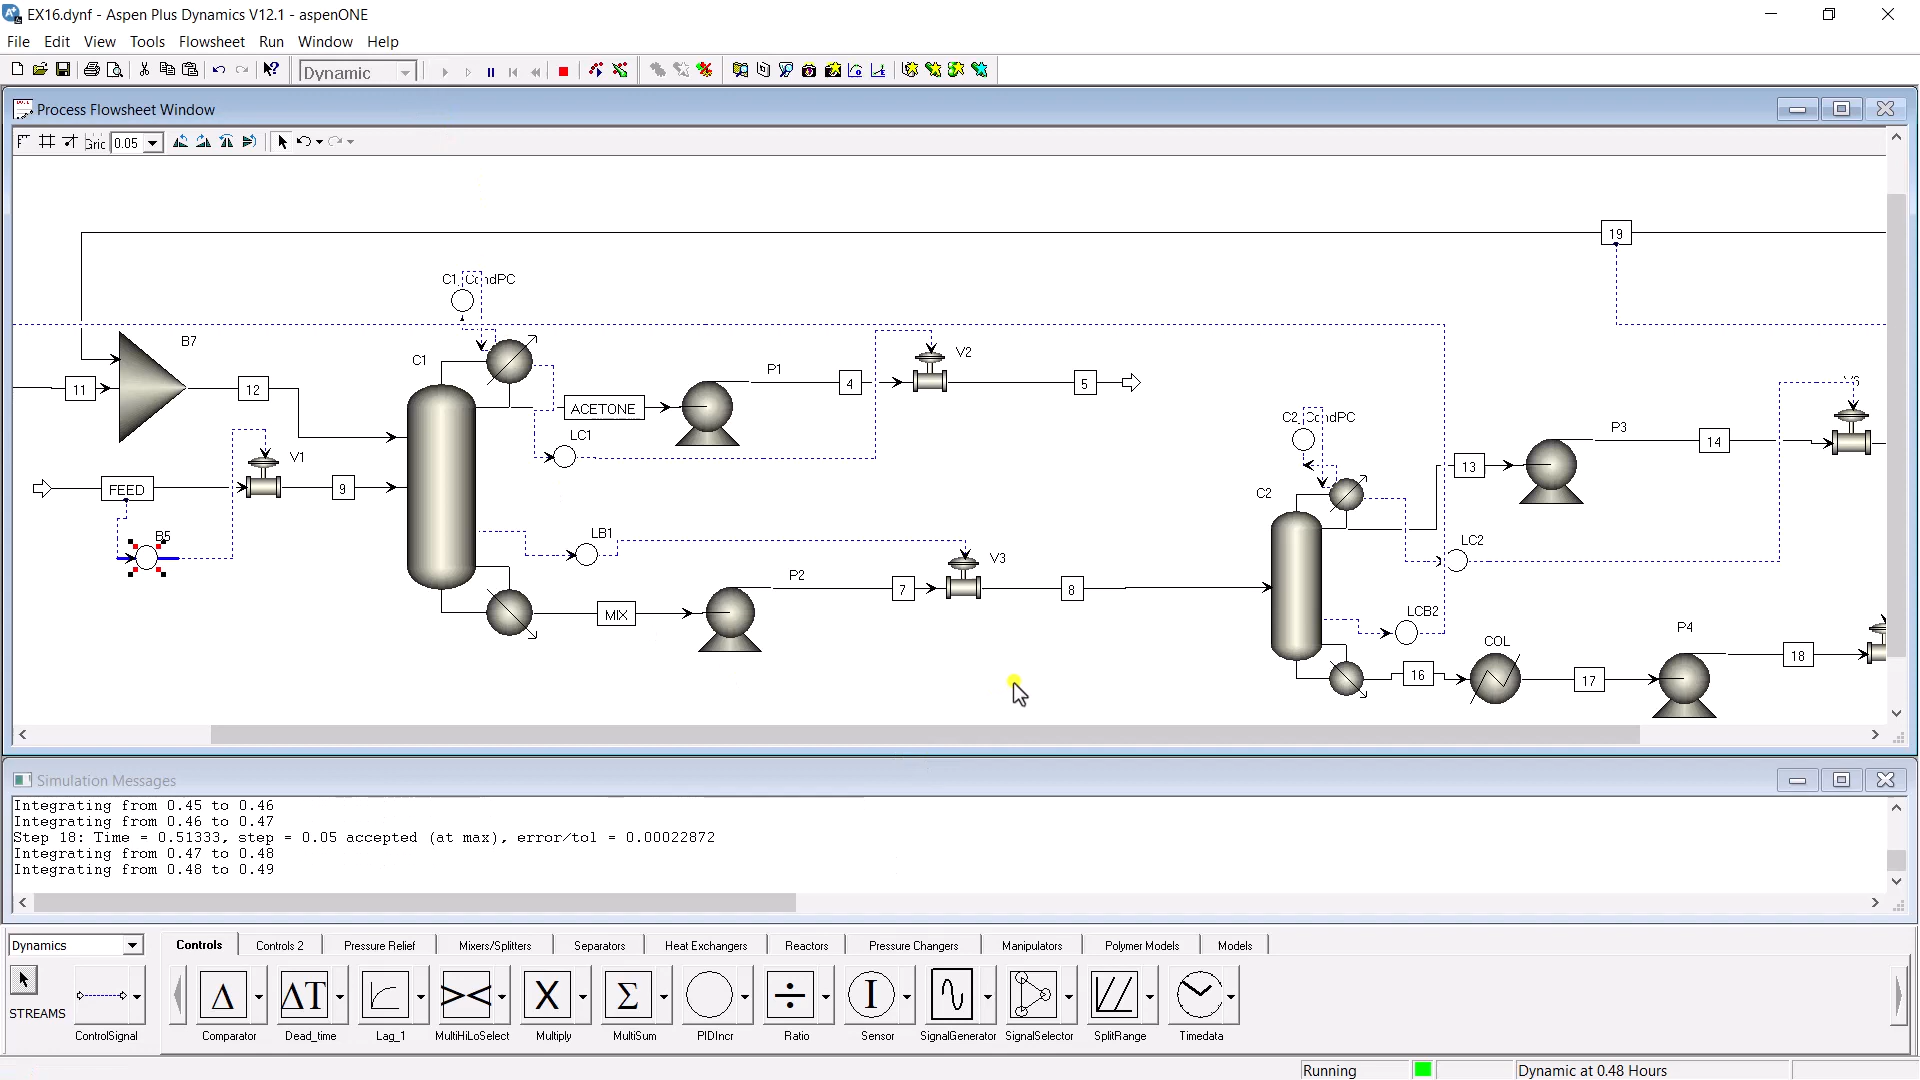 EX16.dynf - Aspen Plus Dynamics V12.1 - aspenONE
File Edit View Tools Flowsheet Run Window Help
Dynamic
Process Flowsheet Window
Gric 0.05
19
C1_CondPC
B7
C1
V2
P1
11
12
4
5
ACETONE
C2_CondPC
P3
LC1
14
V1
13
FEED
9
C2
B5
LB1
LC2
V3
P2
7
8
LCB2
MIX
P4
COL
18
16
17
Simulation Messages
Integrating from 0.45 to 0.46
Integrating from 0.46 to 0.47
Step 18: Time = 0.51333, step = 0.05 accepted (at max), error/tol = 0.00022872
Integrating from 0.47 to 0.48
Integrating from 0.48 to 0.49
Dynamics Controls Controls 2 Pressure Relief Mixers/Splitters Separators Heat Exchangers Reactors Pressure Changers Manipulators Polymer Models Models
Δ ΔT X Σ ÷ I
STREAMS
ControlSignal Comparator Dead_time Lag_1 MultiHiLoSelect Multiply MultiSum PIDIncr Ratio Sensor SignalGenerator SignalSelector SplitRange Timedata
Running Dynamic at 0.48 Hours